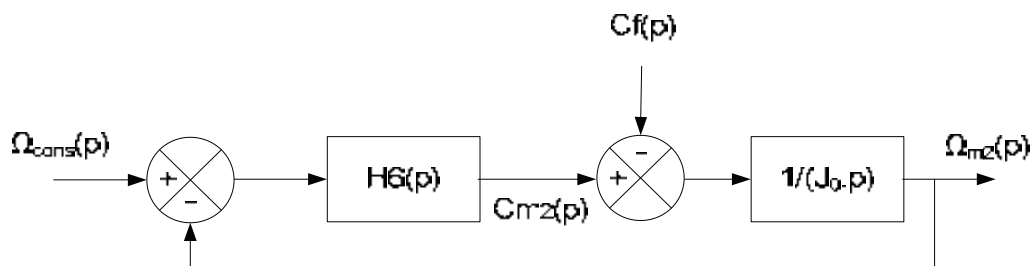 Cf(p)
Ωcons(p)
+
-
H6(p)
Cm2(p)
-
+
1/(J₀.p)
Ωm2(p)